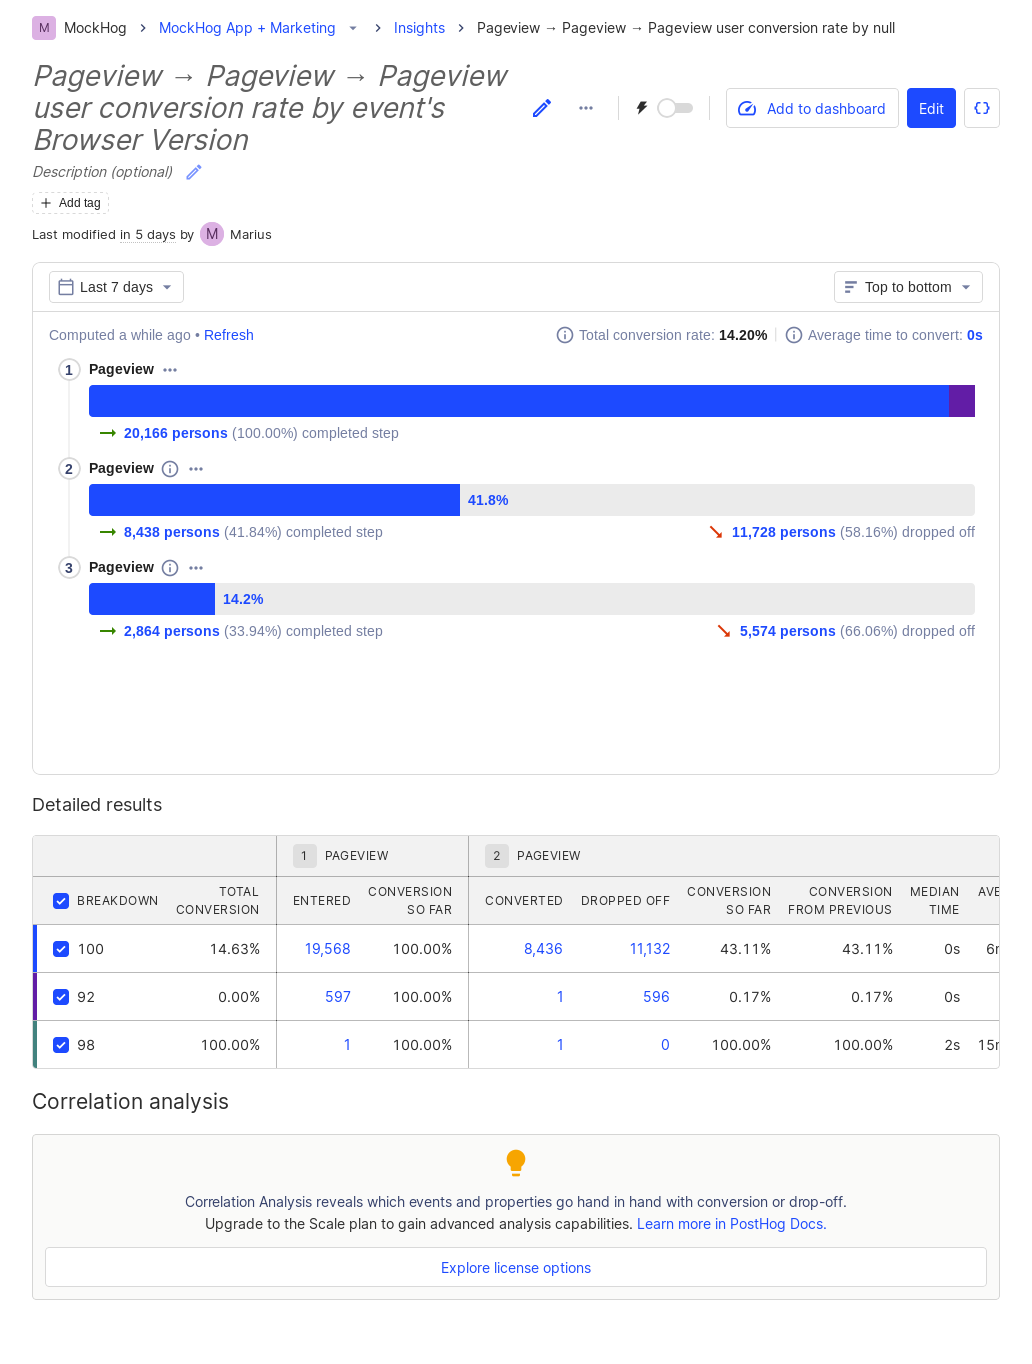 M MockHog > MockHog App + Marketing > Insights > Pageview → Pageview → Pageview user conversion rate by null
Pageview → Pageview → Pageview
user conversion rate by event's
Browser Version
Add to dashboard
Edit
Description (optional)
Add tag
Last modified in 5 days by M Marius
Last 7 days
Top to bottom
Computed a while ago • Refresh
Total conversion rate: 14.20%
Average time to convert: 0s
1 Pageview
20,166 persons (100.00%) completed step
2 Pageview
41.8%
8,438 persons (41.84%) completed step
11,728 persons (58.16%) dropped off
3 Pageview
14.2%
2,864 persons (33.94%) completed step
5,574 persons (66.06%) dropped off
Detailed results
1 PAGEVIEW 2 PAGEVIEW
BREAKDOWN TOTAL CONVERSION ENTERED CONVERSION SO FAR CONVERTED DROPPED OFF CONVERSION SO FAR CONVERSION FROM PREVIOUS MEDIAN TIME
100 14.63% 19,568 100.00% 8,436 11,132 43.11% 43.11% 0s
92 0.00% 597 100.00% 1 596 0.17% 0.17% 0s
98 100.00% 1 100.00% 1 0 100.00% 100.00% 2s
Correlation analysis
Correlation Analysis reveals which events and properties go hand in hand with conversion or drop-off.
Upgrade to the Scale plan to gain advanced analysis capabilities. Learn more in PostHog Docs.
Explore license options